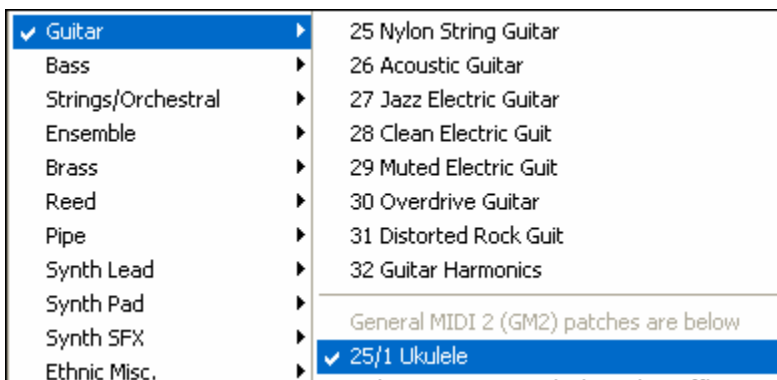 Guitar
Bass
Strings/Orchestral
Ensemble
Brass
Reed
Pipe
Synth Lead
Synth Pad
Synth SFX
Ethnic Misc.
25 Nylon String Guitar
26 Acoustic Guitar
27 Jazz Electric Guitar
28 Clean Electric Guit
29 Muted Electric Guit
30 Overdrive Guitar
31 Distorted Rock Guit
32 Guitar Harmonics
General MIDI 2 (GM2) patches are below
25/1 Ukulele